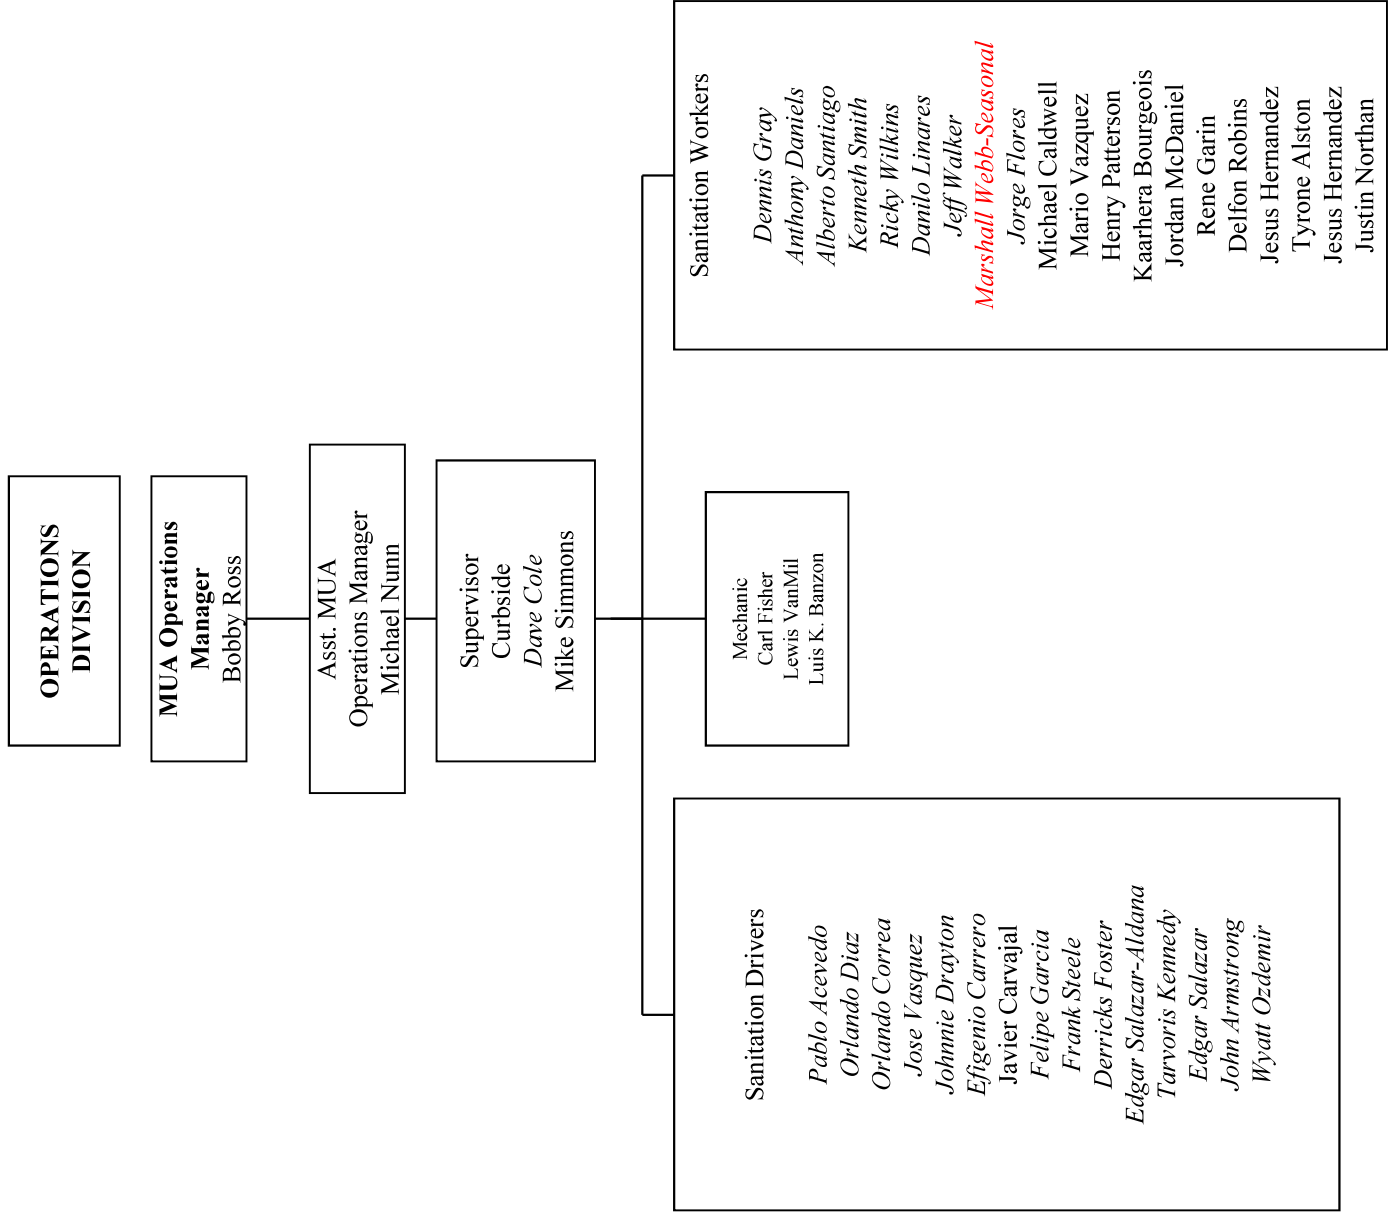 OPERATIONS
DIVISION
MUA Operations
Manager
Bobby Ross
Asst. MUA
Operations Manager
Michael Nunn
Supervisor
Curbside
Dave Cole
Mike Simmons
Sanitation Drivers
Pablo Acevedo
Orlando Diaz
Orlando Correa
Jose Vasquez
Johnnie Drayton
Efigenio Carrero
Javier Carvajal
Felipe Garcia
Frank Steele
Derricks Foster
Edgar Salazar-Aldana
Tarvoris Kennedy
Edgar Salazar
John Armstrong
Wyatt Ozdemir
Mechanic
Carl Fisher
Lewis VanMil
Luis K. Banzon
Sanitation Workers
Dennis Gray
Anthony Daniels
Alberto Santiago
Kenneth Smith
Ricky Wilkins
Danilo Linares
Jeff Walker
Marshall Webb-Seasonal
Jorge Flores
Michael Caldwell
Mario Vazquez
Henry Patterson
Kaarhera Bourgeois
Jordan McDaniel
Rene Garin
Delfon Robins
Jesus Hernandez
Tyrone Alston
Jesus Hernandez
Justin Northan